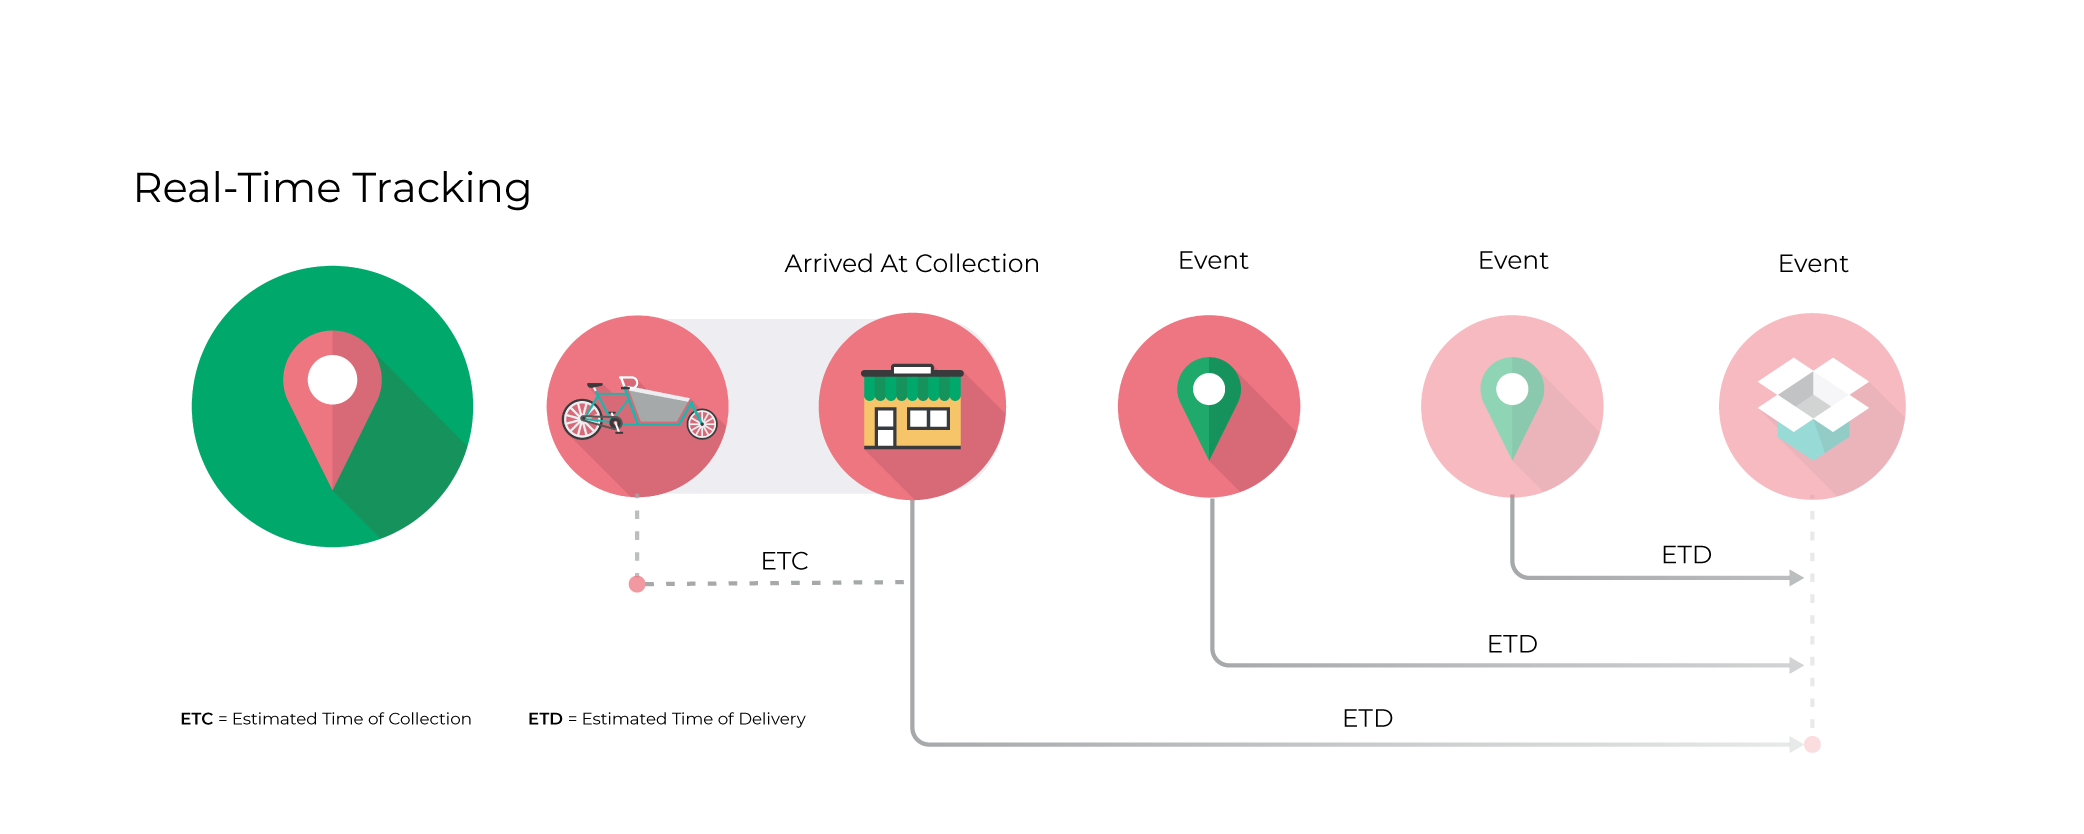 Real-Time Tracking
Arrived At Collection
Event
Event
Event
ETC
ETD
ETD
ETD
ETC = Estimated Time of Collection
ETD = Estimated Time of Delivery